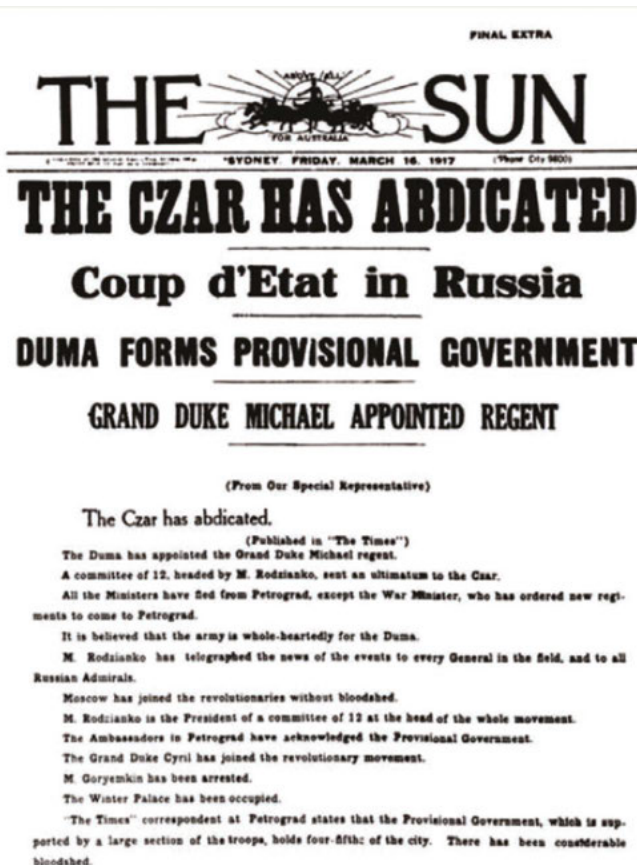 FINAL EXTRA
THE SUN
ABOVE ALL
FOR AUSTRALIA
SYDNEY, FRIDAY, MARCH 16, 1917
('Phone City 9600)
THE CZAR HAS ABDICATED
Coup d'Etat in Russia
DUMA FORMS PROVISIONAL GOVERNMENT
GRAND DUKE MICHAEL APPOINTED REGENT
(From Our Special Representative)
The Czar has abdicated.
(Published in "The Times")
The Duma has appointed the Grand Duke Michael regent.
A committee of 12, headed by M. Rodzianko, sent an ultimatum to the Czar.
All the Ministers have fled from Petrograd, except the War Minister, who has ordered new regi-
ments to come to Petrograd.
It is believed that the army is whole-heartedly for the Duma.
M. Rodzianko has telegraphed the news of the events to every General in the field, and to all
Russian Admirals.
Moscow has joined the revolutionaries without bloodshed.
M. Rodzianko is the President of a committee of 12 at the head of the whole movement.
The Ambassadors in Petrograd have acknowledged the Provisional Government.
The Grand Duke Cyril has joined the revolutionary movement.
M. Goryemkin has been arrested.
The Winter Palace has been occupied.
"The Times" correspondent at Petrograd states that the Provisional Government, which is sup-
ported by a large section of the troops, holds four-fifths of the city. There has been considerable
bloodshed.